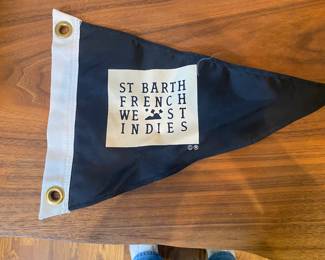 ST BARTH
FRENCH
WE ST
INDIES
©®